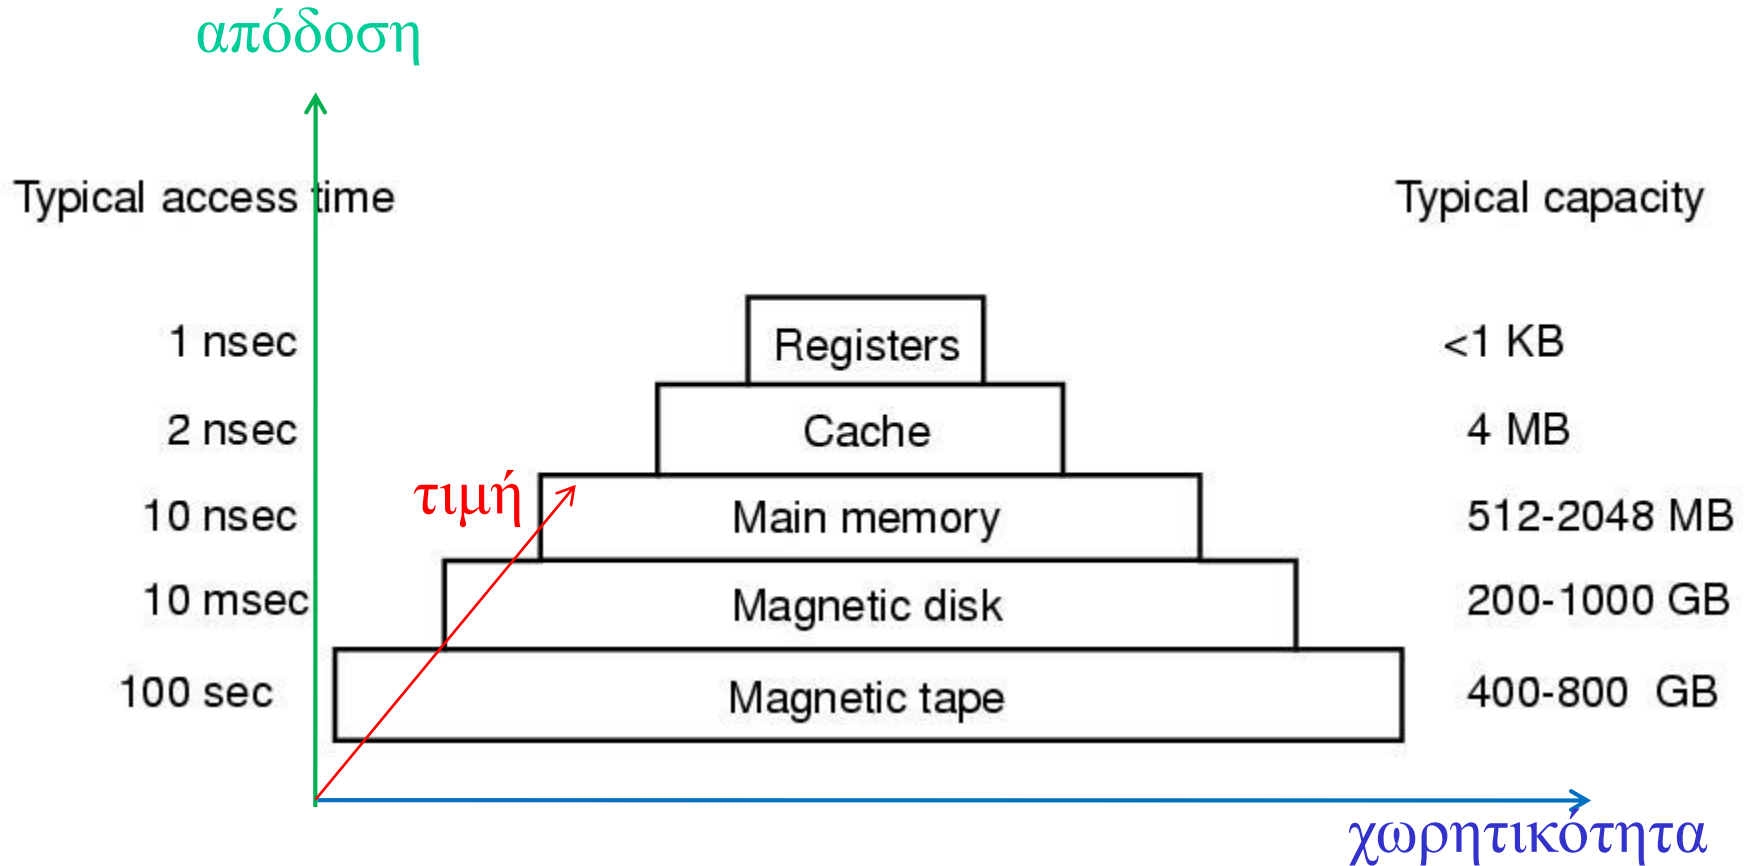 απόδοση
Typical access time
Typical capacity
1 nsec
Registers
<1 KB
2 nsec
Cache
4 MB
τιμή
10 nsec
Main memory
512-2048 MB
10 msec
Magnetic disk
200-1000 GB
100 sec
Magnetic tape
400-800 GB
χωρητικότητα